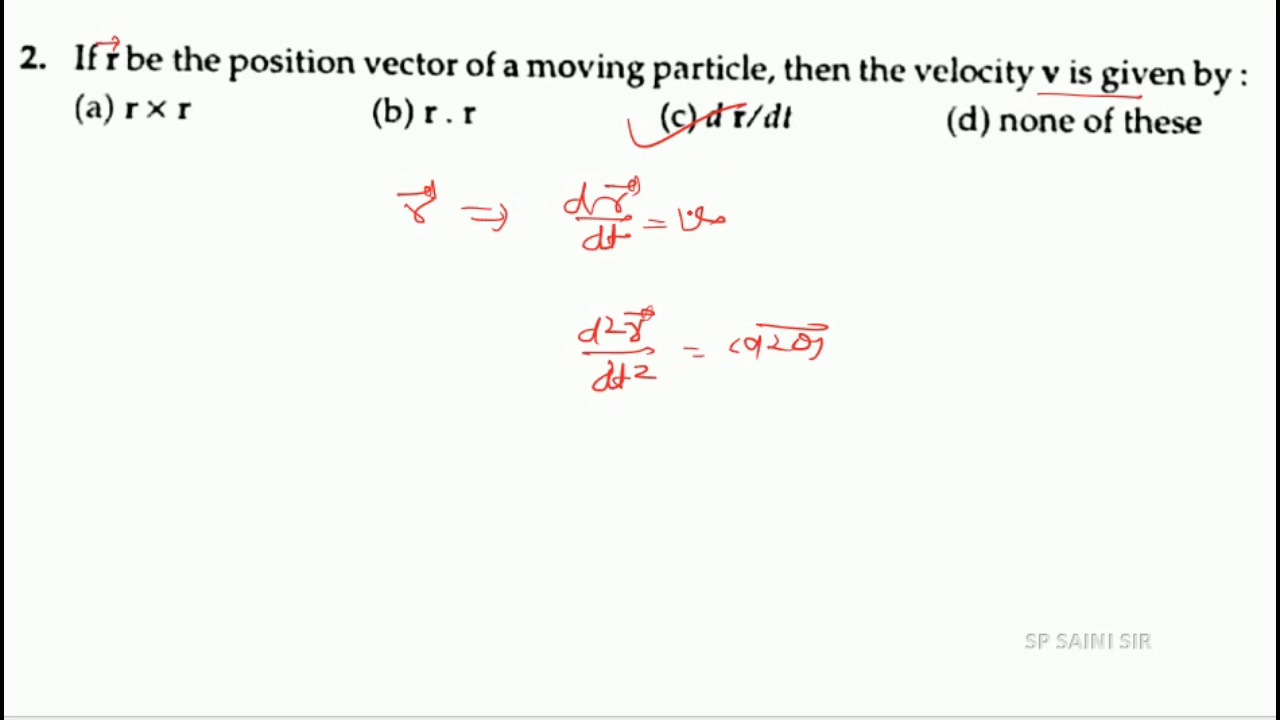 2. If r⃗ be the position vector of a moving particle, then the velocity v is given by :
(a) r × r (b) r . r (c) d r/dt (d) none of these
r⃗ ⇒ dr⃗/dt = v
d²r⃗/dt² =
SP SAINI SIR